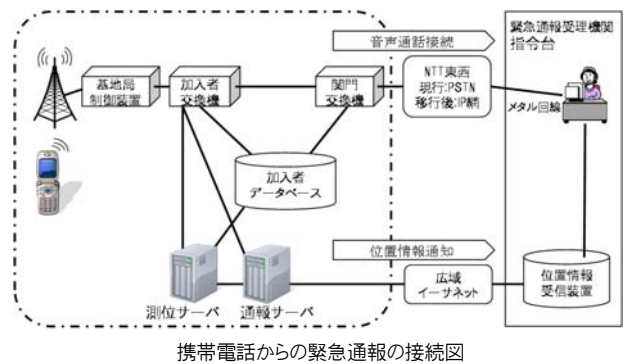 音声通話接続
緊急通報受理機関
指令台
基地局
制御装置
加入者
交換機
関門
交換機
NTT東西
現行:PSTN
移行後:IP網
メタル回線
加入者
データベース
位置情報通知
測位サーバ
通報サーバ
広域
イーサネット
位置情報
受信装置
携帯電話からの緊急通報の接続図